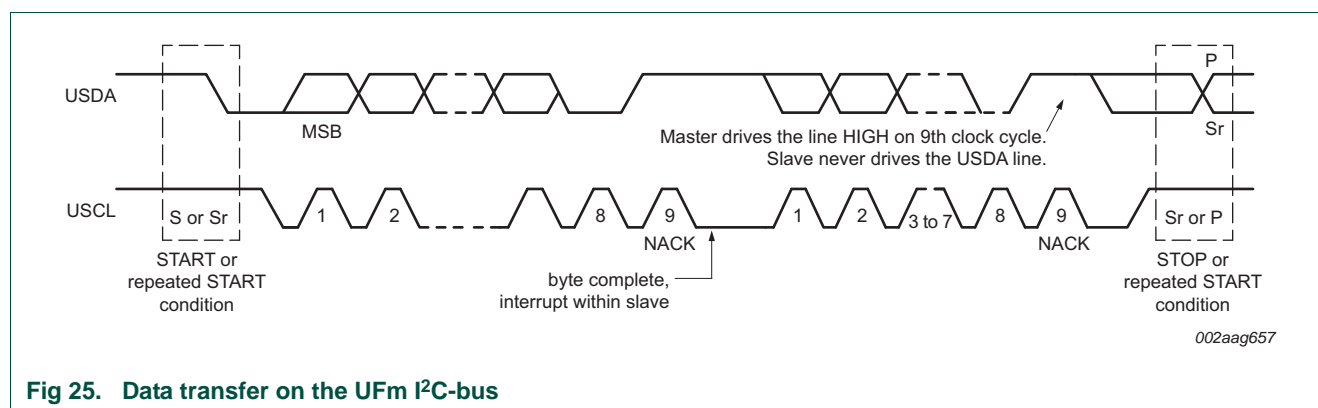 USDA
MSB
P
Sr
Master drives the line HIGH on 9th clock cycle.
Slave never drives the USDA line.
USCL
S or Sr
1
2
8
9
1
2
3 to 7
8
9
Sr or P
NACK
NACK
START or
repeated START
condition
byte complete,
interrupt within slave
STOP or
repeated START
condition
002aag657
Fig 25. Data transfer on the UFm I²C-bus